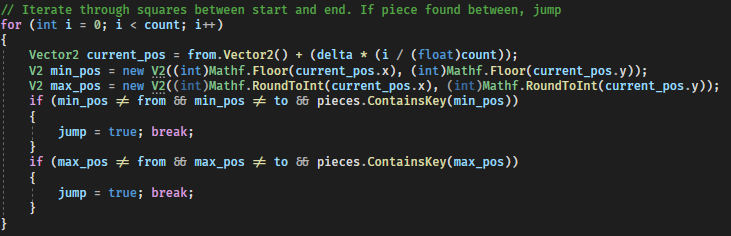 // Iterate through squares between start and end. If piece found between, jump
for (int i = 0; i < count; i++)
{
Vector2 current_pos = from.Vector2() + (delta * (i / (float)count));
V2 min_pos = new V2((int)Mathf.Floor(current_pos.x), (int)Mathf.Floor(current_pos.y));
V2 max_pos = new V2((int)Mathf.RoundToInt(current_pos.x), (int)Mathf.RoundToInt(current_pos.y));
if (min_pos != from && min_pos != to && pieces.ContainsKey(min_pos))
{
jump = true; break;
}
if (max_pos != from && max_pos != to && pieces.ContainsKey(max_pos))
{
jump = true; break;
}
}